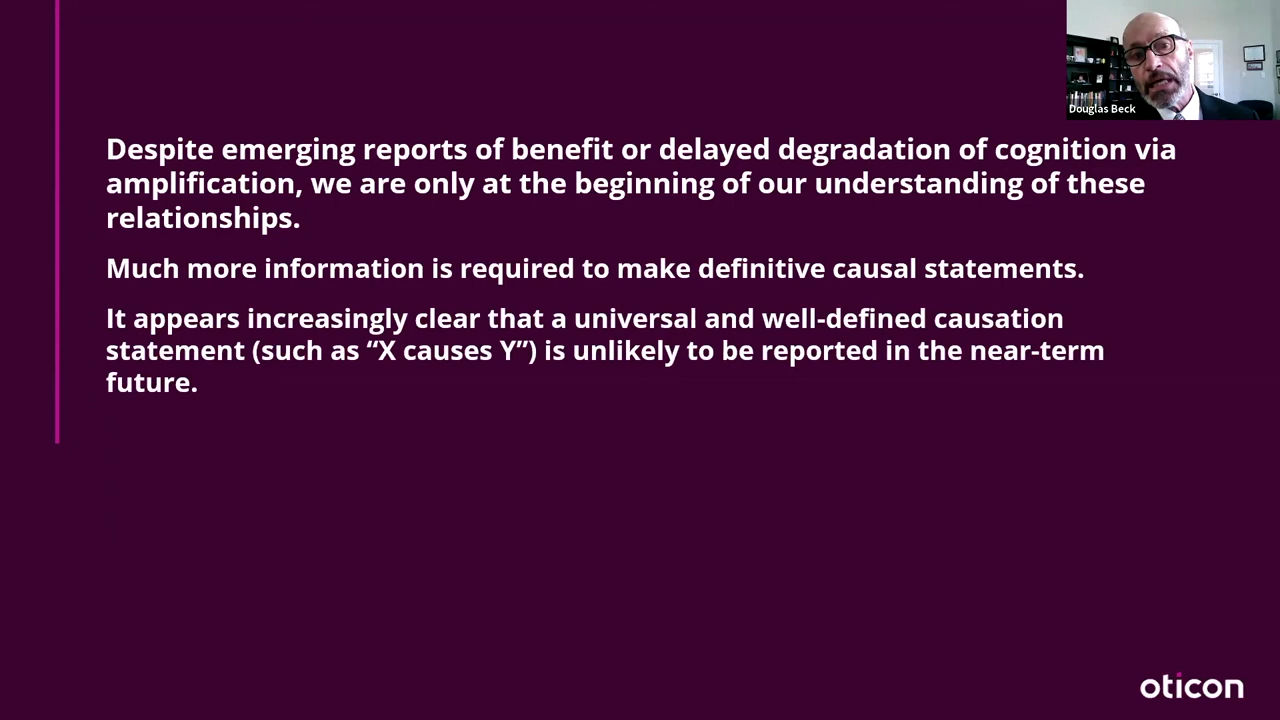 Douglas Beck
Despite emerging reports of benefit or delayed degradation of cognition via
amplification, we are only at the beginning of our understanding of these
relationships.
Much more information is required to make definitive causal statements.
It appears increasingly clear that a universal and well-defined causation
statement (such as “X causes Y”) is unlikely to be reported in the near-term
future.
oticon